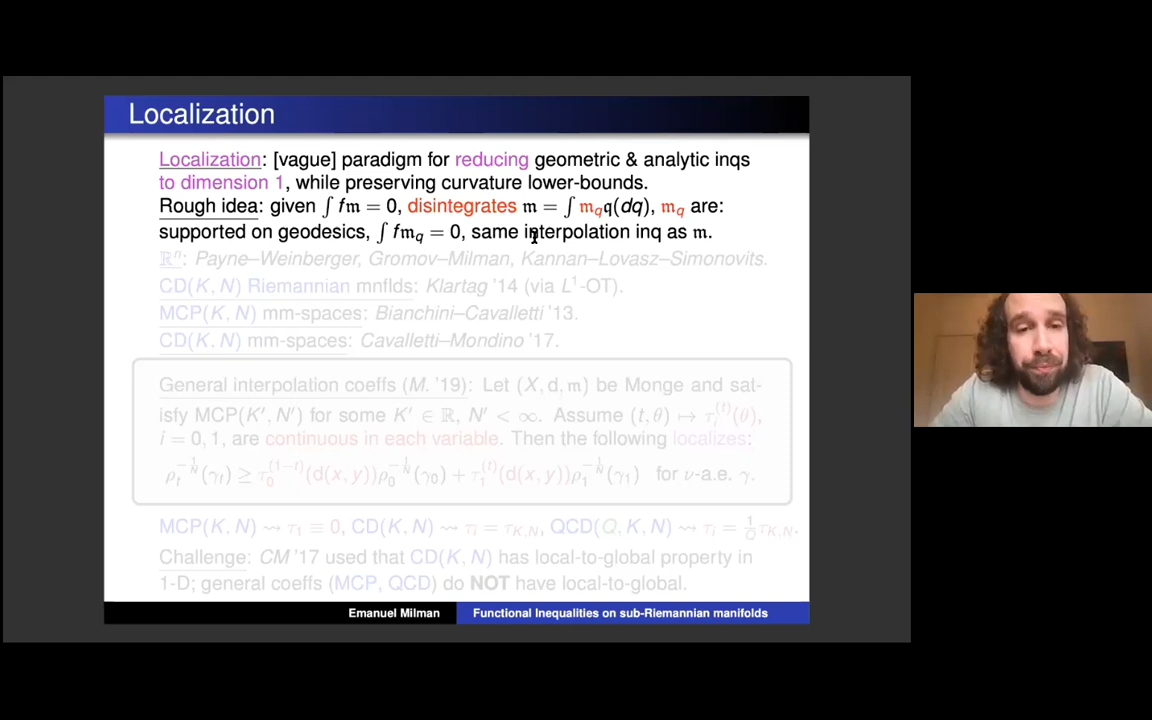 Localization
Localization: [vague] paradigm for reducing geometric & analytic inqs
to dimension 1, while preserving curvature lower-bounds.
Rough idea: given ∫ f𝔪 = 0, disintegrates 𝔪 = ∫ 𝔪_q 𝔮(dq), 𝔪_q are:
supported on geodesics, ∫ f𝔪_q = 0, same interpolation inq as 𝔪.
ℝⁿ: Payne–Weinberger, Gromov–Milman, Kannan–Lovasz–Simonovits.
CD(K, N) Riemannian mnflds: Klartag '14 (via L¹-OT).
MCP(K, N) mm-spaces: Bianchini–Cavalletti '13.
CD(K, N) mm-spaces: Cavalletti–Mondino '17.
General interpolation coeffs (M. '19): Let (X, d, 𝔪) be Monge and sat-
isfy MCP(K', N') for some K' ∈ ℝ, N' < ∞. Assume (t, θ) ↦ τ_i^{(t)}(θ),
i = 0, 1, are continuous in each variable. Then the following localizes:
ρ_t^{-1/N}(γ_t) ≥ τ_0^{(1−t)}(d(x, y))ρ_0^{-1/N}(γ_0) + τ_1^{(t)}(d(x, y))ρ_1^{-1/N}(γ_1) for ν-a.e. γ.
MCP(K, N) ⇝ τ_1 ≡ 0, CD(K, N) ⇝ τ_i = τ_{K,N}, QCD(Q, K, N) ⇝ τ_i = 1/Q τ_{K,N}.
Challenge: CM '17 used that CD(K, N) has local-to-global property in
1-D; general coeffs (MCP, QCD) do NOT have local-to-global.
Emanuel Milman
Functional Inequalities on sub-Riemannian manifolds